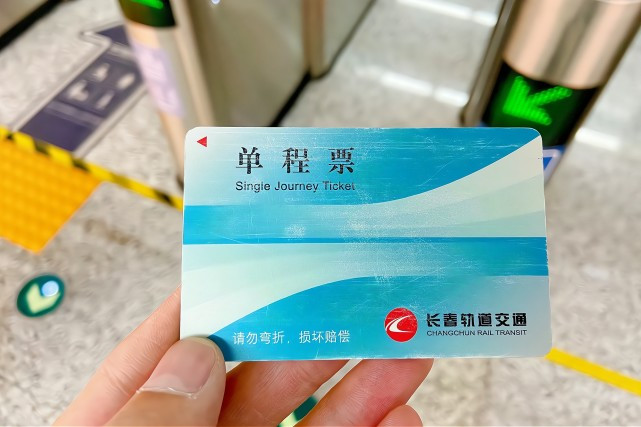 单程票
Single Journey Ticket
请勿弯折，损坏赔偿
长春轨道交通
CHANGCHUN RAIL TRANSIT